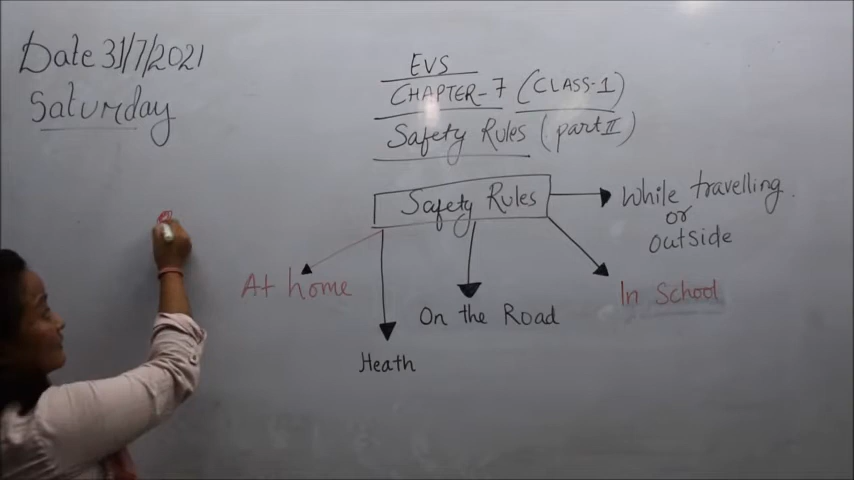 Date 31/7/2021
Saturday
EVS
CHAPTER-7 (CLASS-1)
Safety Rules (part II)
Safety Rules
While travelling
or
outside
At home
In School
On the Road
Heath